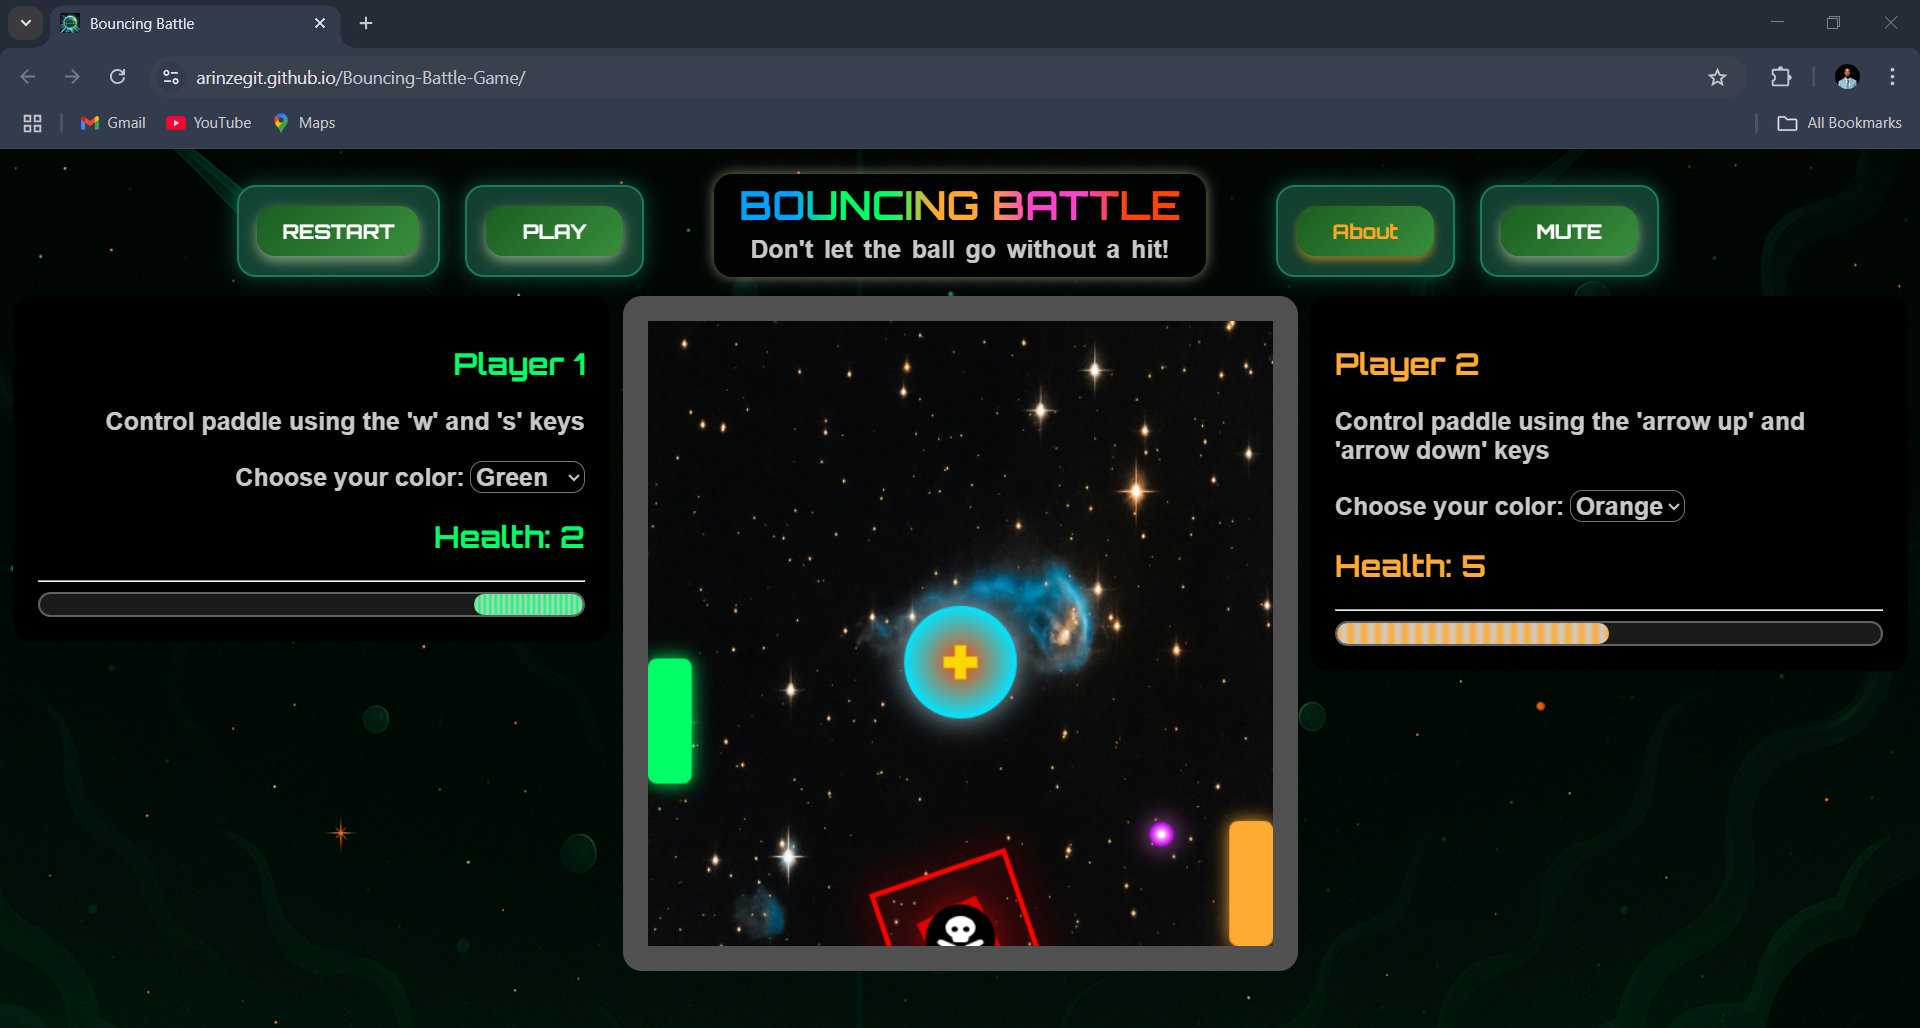 Bouncing Battle
arinzegit.github.io/Bouncing-Battle-Game/
Gmail
YouTube
Maps
All Bookmarks
RESTART
PLAY
BOUNCING BATTLE
Don't let the ball go without a hit!
About
MUTE
Player 1
Control paddle using the 'w' and 's' keys
Choose your color: Green
Health: 2
Player 2
Control paddle using the 'arrow up' and
'arrow down' keys
Choose your color: Orange
Health: 5